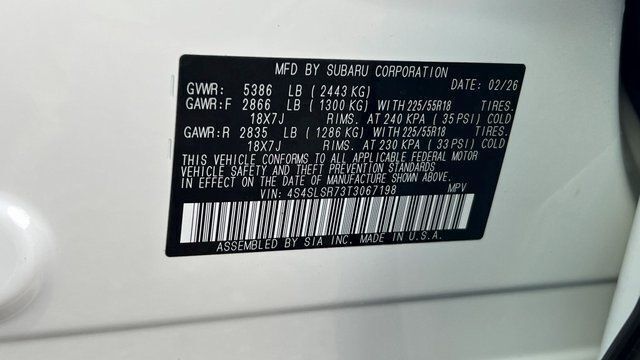 MFD BY SUBARU CORPORATION
GVWR: 5386 LB (2443 KG) DATE: 02/26
GAWR:F 2866 LB (1300 KG) WITH 225/55R18 TIRES.
18X7J RIMS. AT 240 KPA (35 PSI) COLD
GAWR:R 2835 LB (1286 KG) WITH 225/55R18 TIRES.
18X7J RIMS. AT 230 KPA (33 PSI) COLD
THIS VEHICLE CONFORMS TO ALL APPLICABLE FEDERAL MOTOR
VEHICLE SAFETY AND THEFT PREVENTION STANDARDS
IN EFFECT ON THE DATE OF MANUFACTURE SHOWN ABOVE.
VIN: 4S4SLSR73T3067198 MPV
ASSEMBLED BY SIA INC. MADE IN U.S.A.